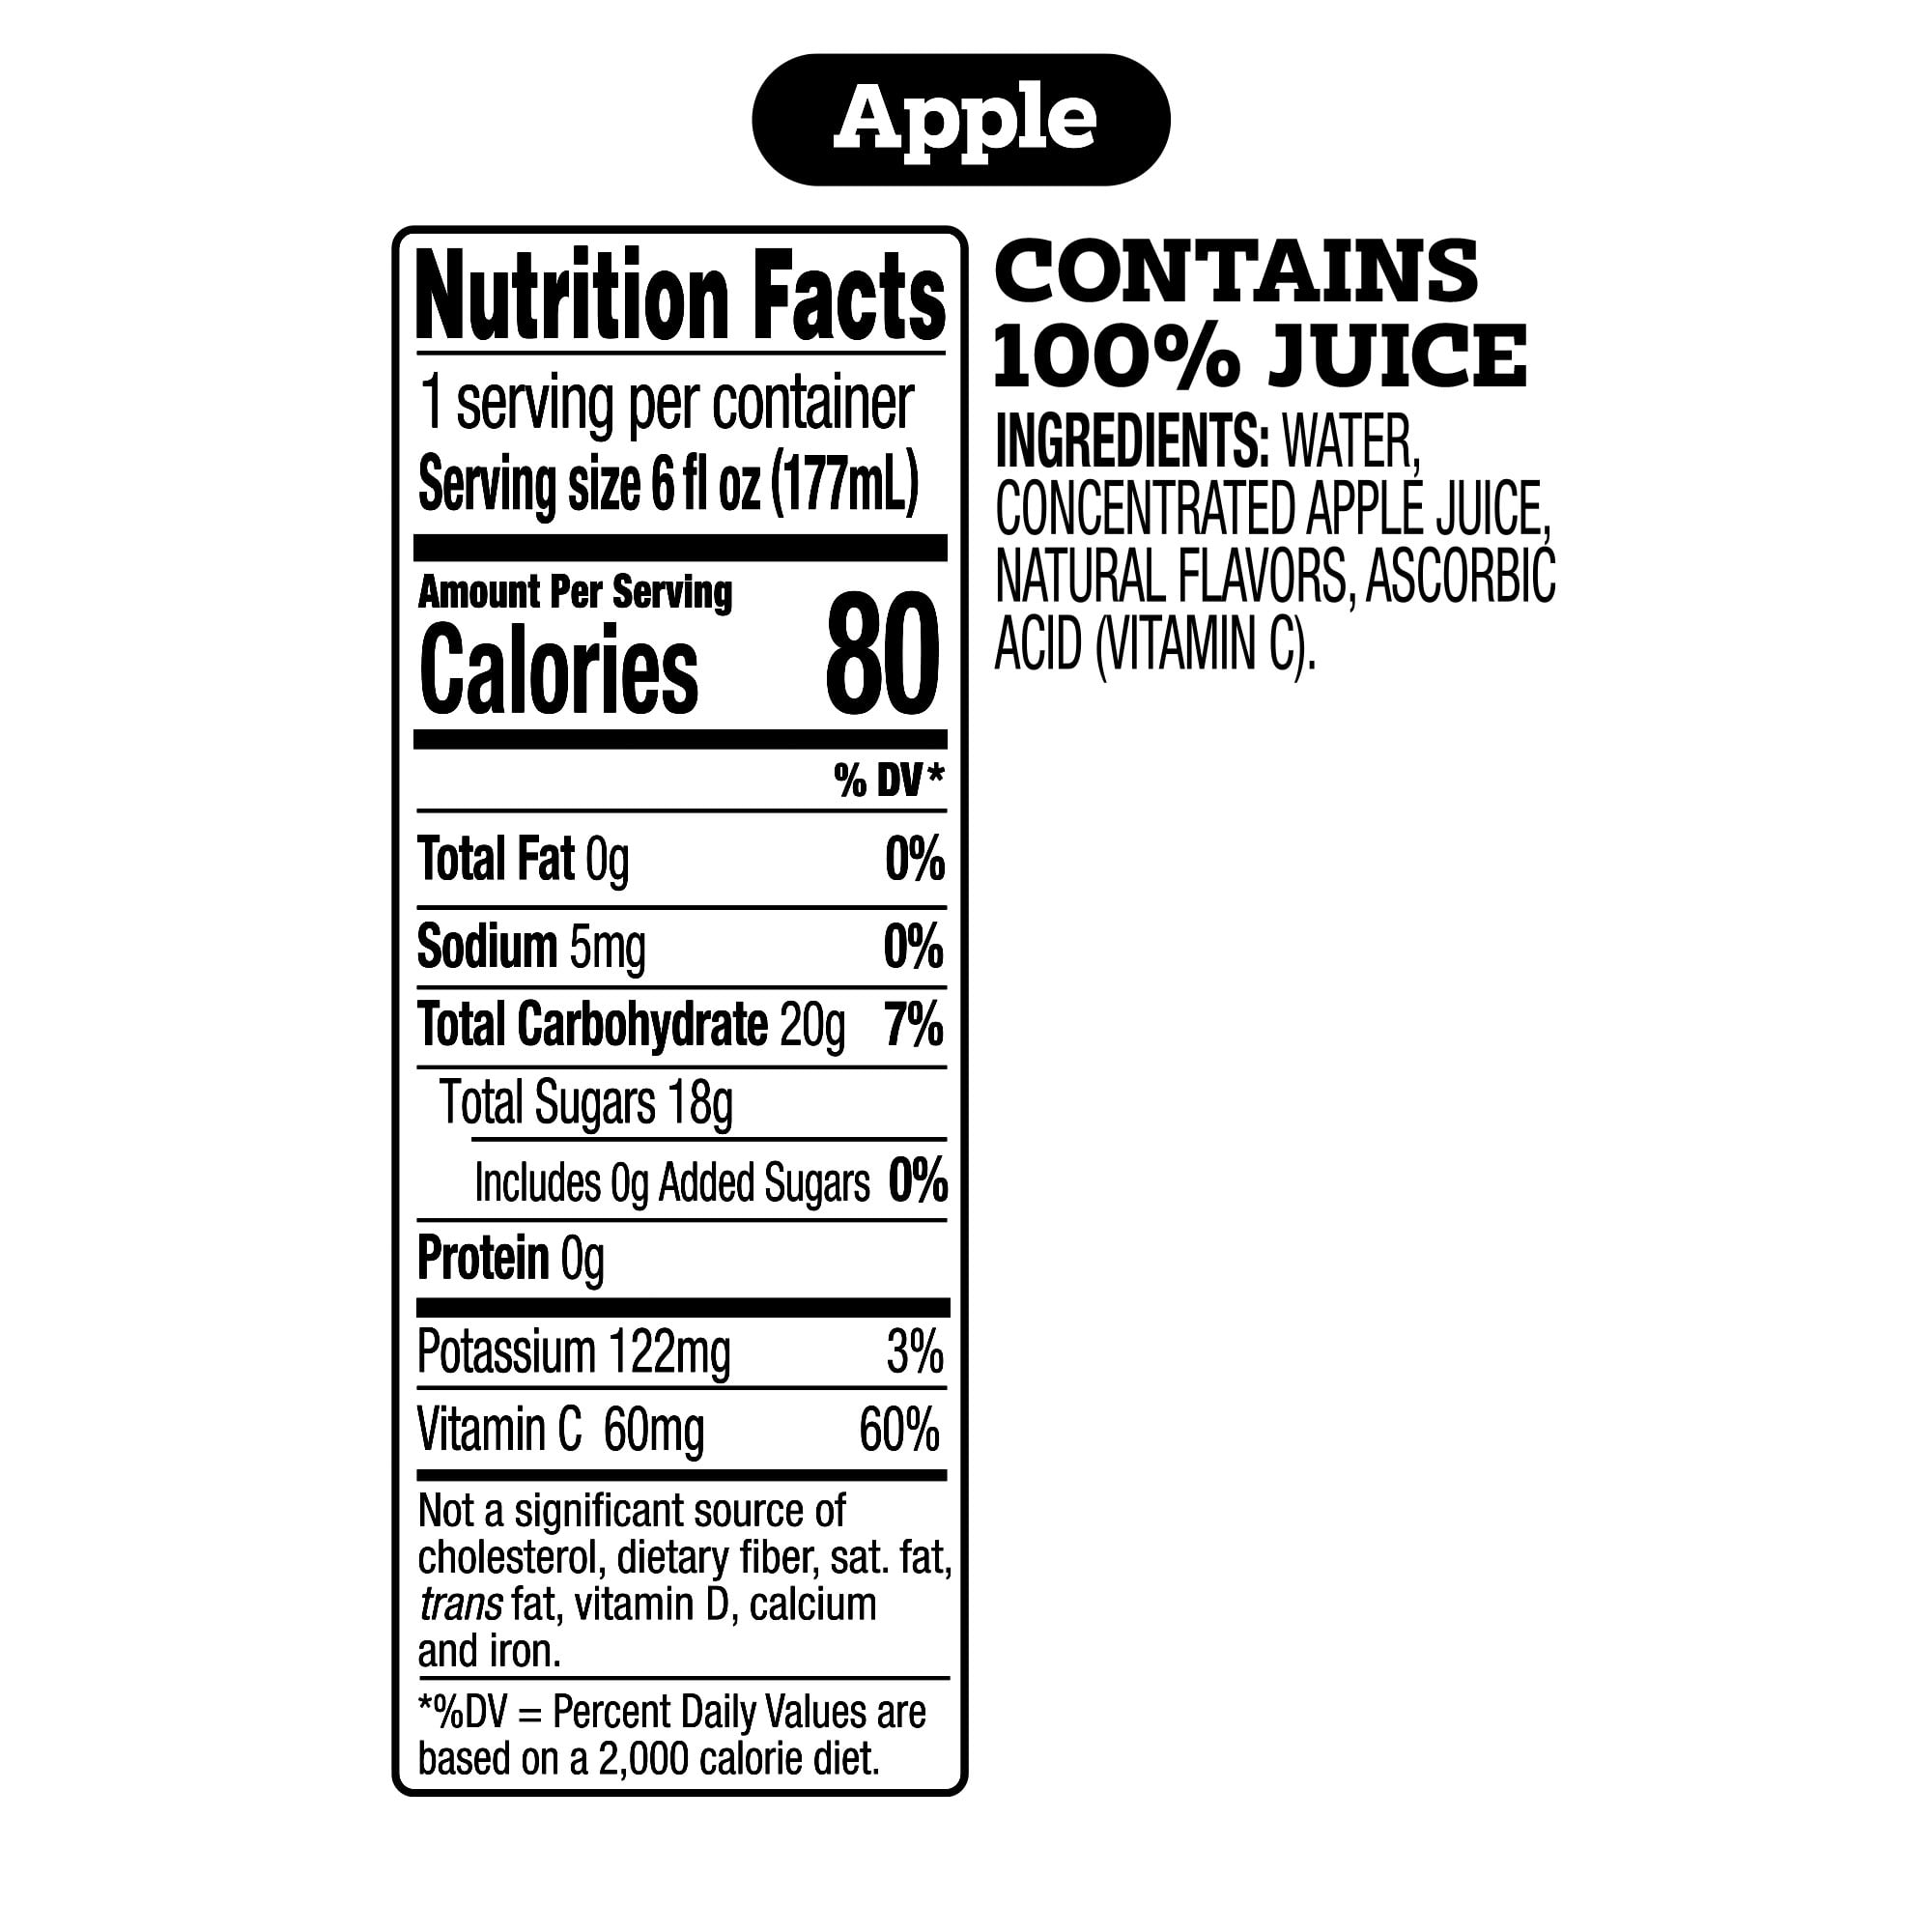 Apple
Nutrition Facts
1 serving per container
Serving size 6 fl oz (177mL)
Amount Per Serving
Calories 80
% DV*
Total Fat 0g 0%
Sodium 5mg 0%
Total Carbohydrate 20g 7%
Total Sugars 18g
Includes 0g Added Sugars 0%
Protein 0g
Potassium 122mg 3%
Vitamin C 60mg 60%
Not a significant source of
cholesterol, dietary fiber, sat. fat,
trans fat, vitamin D, calcium
and iron.
*%DV = Percent Daily Values are
based on a 2,000 calorie diet.
CONTAINS
100% JUICE
INGREDIENTS: WATER,
CONCENTRATED APPLE JUICE,
NATURAL FLAVORS, ASCORBIC
ACID (VITAMIN C).